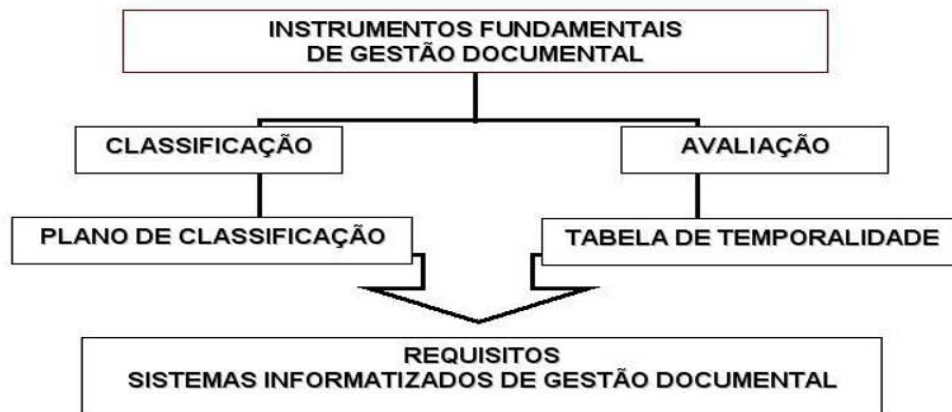 INSTRUMENTOS FUNDAMENTAIS
DE GESTÃO DOCUMENTAL
CLASSIFICAÇÃO
AVALIAÇÃO
PLANO DE CLASSIFICAÇÃO
TABELA DE TEMPORALIDADE
REQUISITOS
SISTEMAS INFORMATIZADOS DE GESTÃO DOCUMENTAL